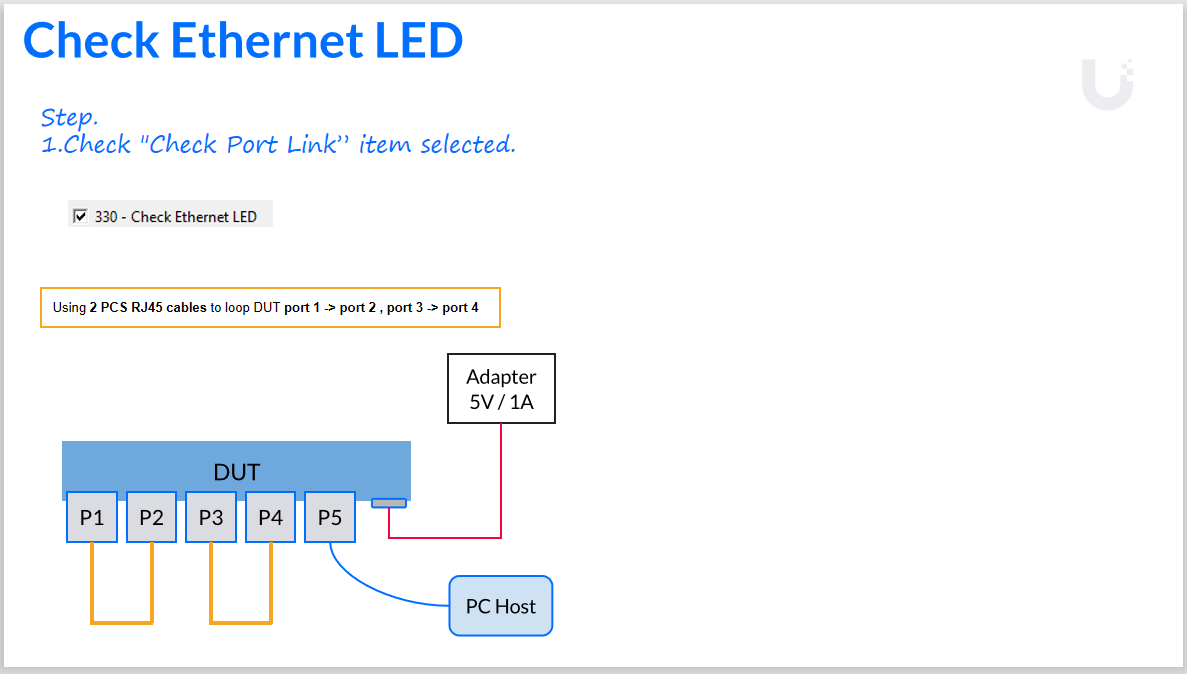 Check Ethernet LED
Step.
1.Check "Check Port Link” item selected.
330 - Check Ethernet LED
Using 2 PCS RJ45 cables to loop DUT port 1 -> port 2 , port 3 -> port 4
Adapter
5V / 1A
DUT
P1 P2 P3 P4 P5
PC Host